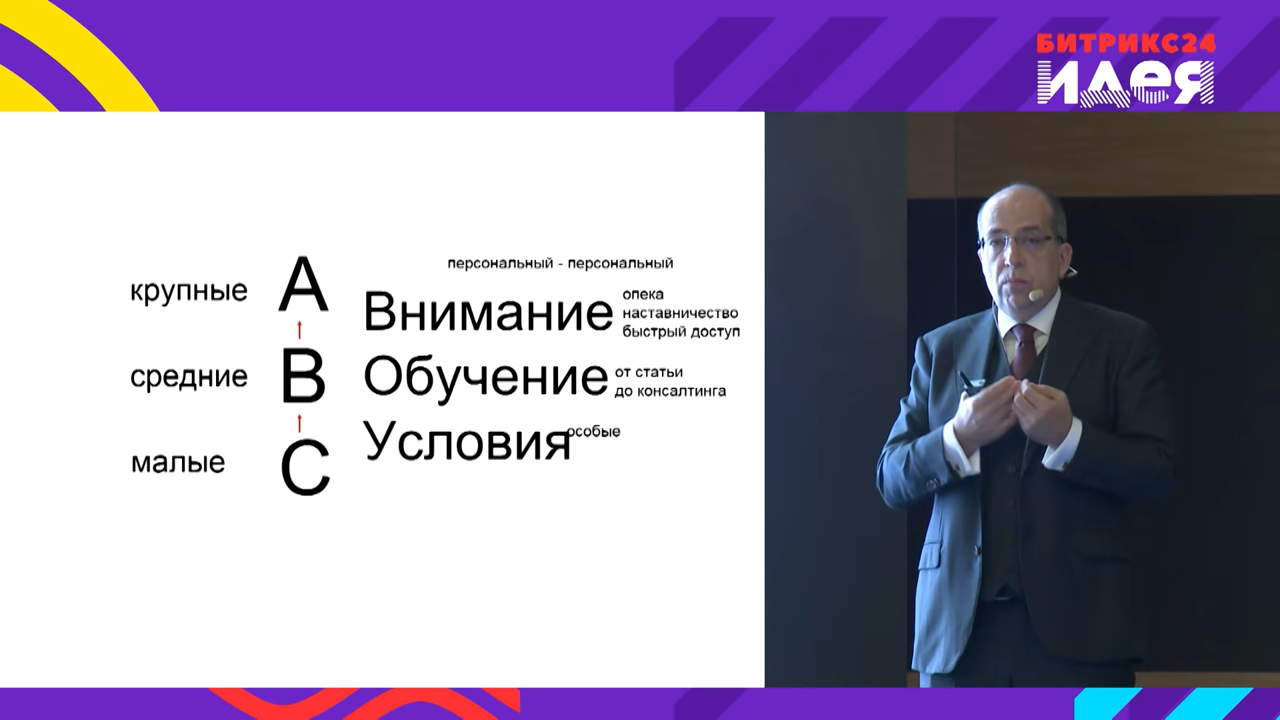 БИТРИКС24
идея
персональный - персональный
крупные
A
Внимание
опека
наставничество
быстрый доступ
средние
B
Обучение
от статьи
до консалтинга
малые
C
Условия
особые